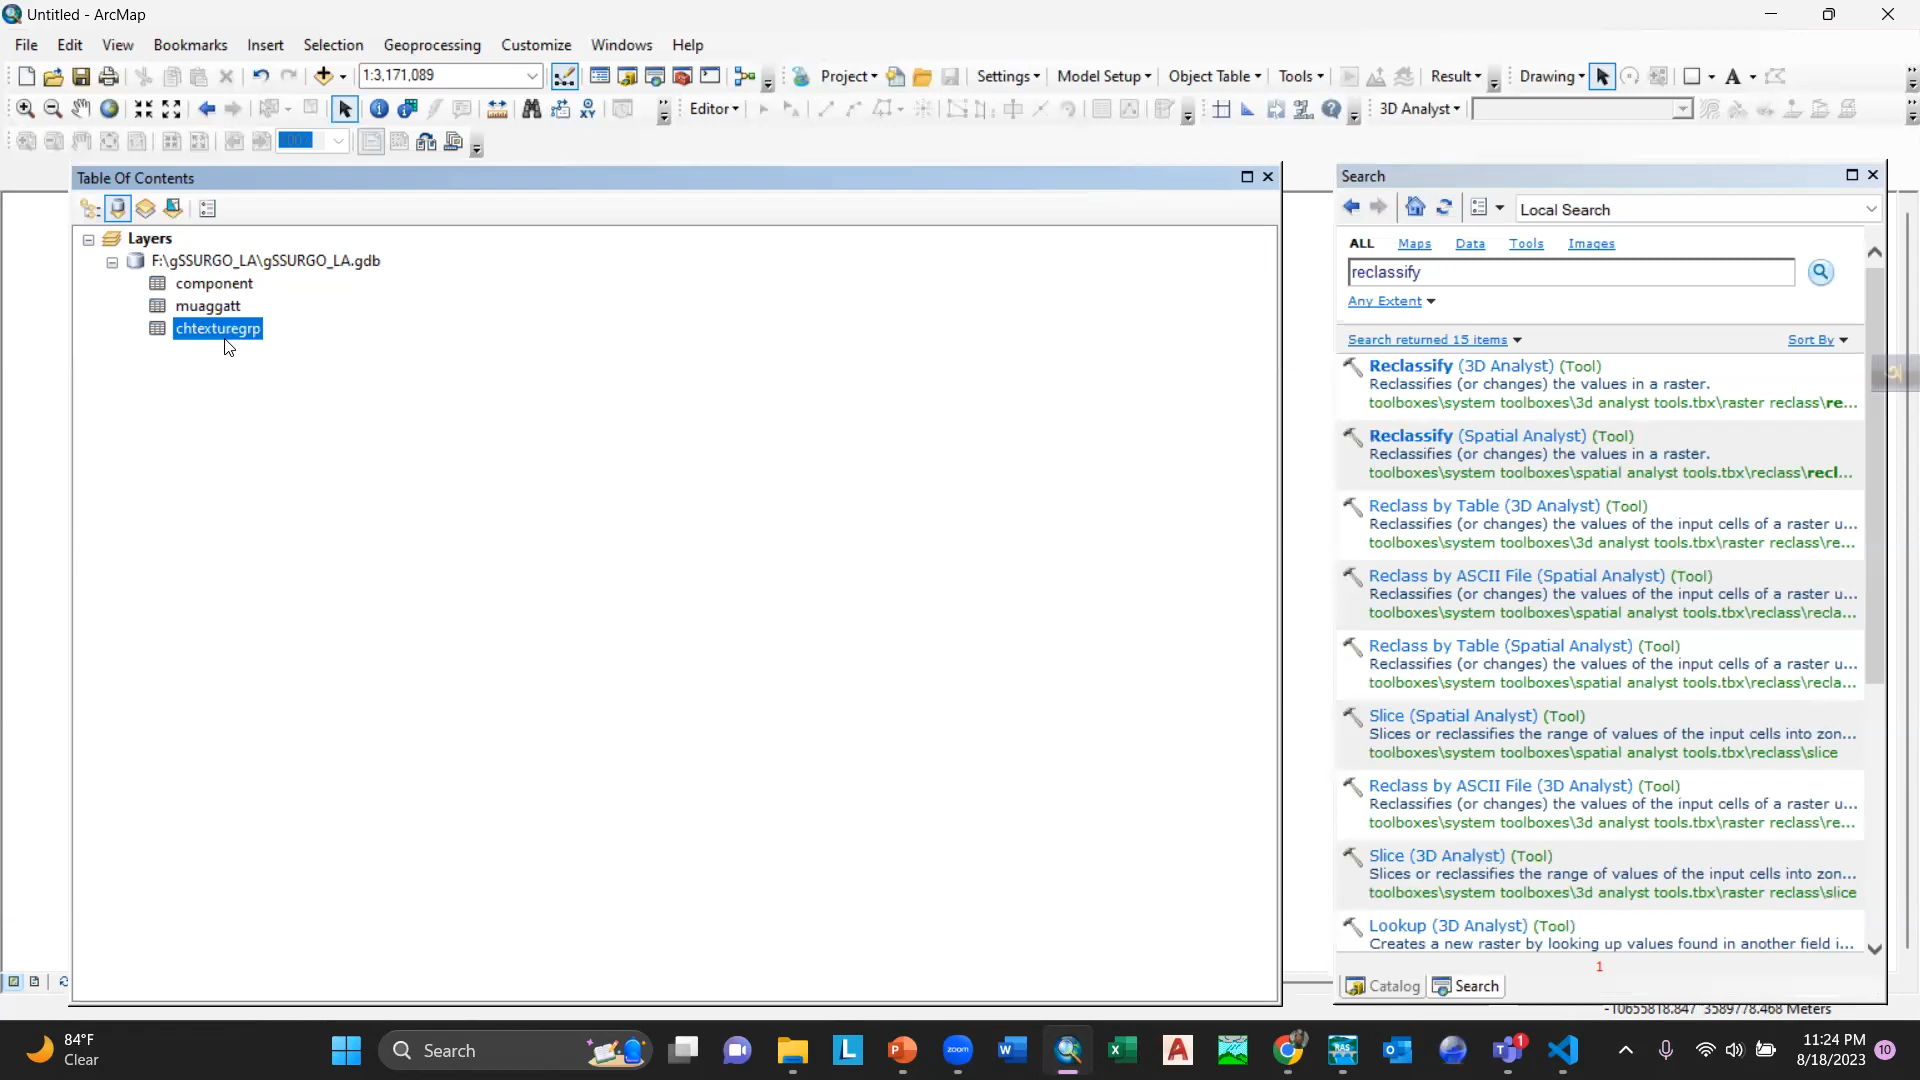 Untitled - ArcMap
File Edit View Bookmarks Insert Selection Geoprocessing Customize Windows Help
1:3,171,089 Project Settings Model Setup Object Table Tools Result Drawing A
Editor 3D Analyst
Table Of Contents
Layers
F:\gSSURGO_LA\gSSURGO_LA.gdb
component
muaggatt
chtexturegrp
Search
Local Search
ALL Maps Data Tools Images
reclassify
Any Extent
Search returned 15 items Sort By
Reclassify (3D Analyst) (Tool)
Reclassifies (or changes) the values in a raster.
toolboxes\system toolboxes\3d analyst tools.tbx\raster reclass\re...
Reclassify (Spatial Analyst) (Tool)
Reclassifies (or changes) the values in a raster.
toolboxes\system toolboxes\spatial analyst tools.tbx\reclass\recl...
Reclass by Table (3D Analyst) (Tool)
Reclassifies (or changes) the values of the input cells of a raster u...
toolboxes\system toolboxes\3d analyst tools.tbx\raster reclass\re...
Reclass by ASCII File (Spatial Analyst) (Tool)
Reclassifies (or changes) the values of the input cells of a raster u...
toolboxes\system toolboxes\spatial analyst tools.tbx\reclass\recla...
Reclass by Table (Spatial Analyst) (Tool)
Reclassifies (or changes) the values of the input cells of a raster u...
toolboxes\system toolboxes\spatial analyst tools.tbx\reclass\recla...
Slice (Spatial Analyst) (Tool)
Slices or reclassifies the range of values of the input cells into zon...
toolboxes\system toolboxes\spatial analyst tools.tbx\reclass\slice
Reclass by ASCII File (3D Analyst) (Tool)
Reclassifies (or changes) the values of the input cells of a raster u...
toolboxes\system toolboxes\3d analyst tools.tbx\raster reclass\re...
Slice (3D Analyst) (Tool)
Slices or reclassifies the range of values of the input cells into zon...
toolboxes\system toolboxes\3d analyst tools.tbx\raster reclass\slice
Lookup (3D Analyst) (Tool)
Creates a new raster by looking up values found in another field i...
1
Catalog Search
-10655818.847 3589778.468 Meters
84°F
Clear
Search
11:24 PM
8/18/2023
10